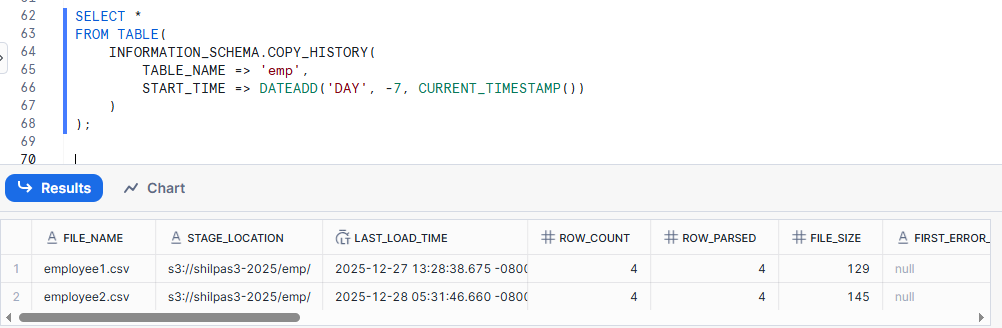 62 SELECT *
63 FROM TABLE(
64 INFORMATION_SCHEMA.COPY_HISTORY(
65 TABLE_NAME => 'emp',
66 START_TIME => DATEADD('DAY', -7, CURRENT_TIMESTAMP())
67 )
68 );
69
70
Results Chart
FILE_NAME STAGE_LOCATION LAST_LOAD_TIME ROW_COUNT ROW_PARSED FILE_SIZE FIRST_ERROR_
1 employee1.csv s3://shilpas3-2025/emp/ 2025-12-27 13:28:38.675 -0800 4 4 129 null
2 employee2.csv s3://shilpas3-2025/emp/ 2025-12-28 05:31:46.660 -0800 4 4 145 null